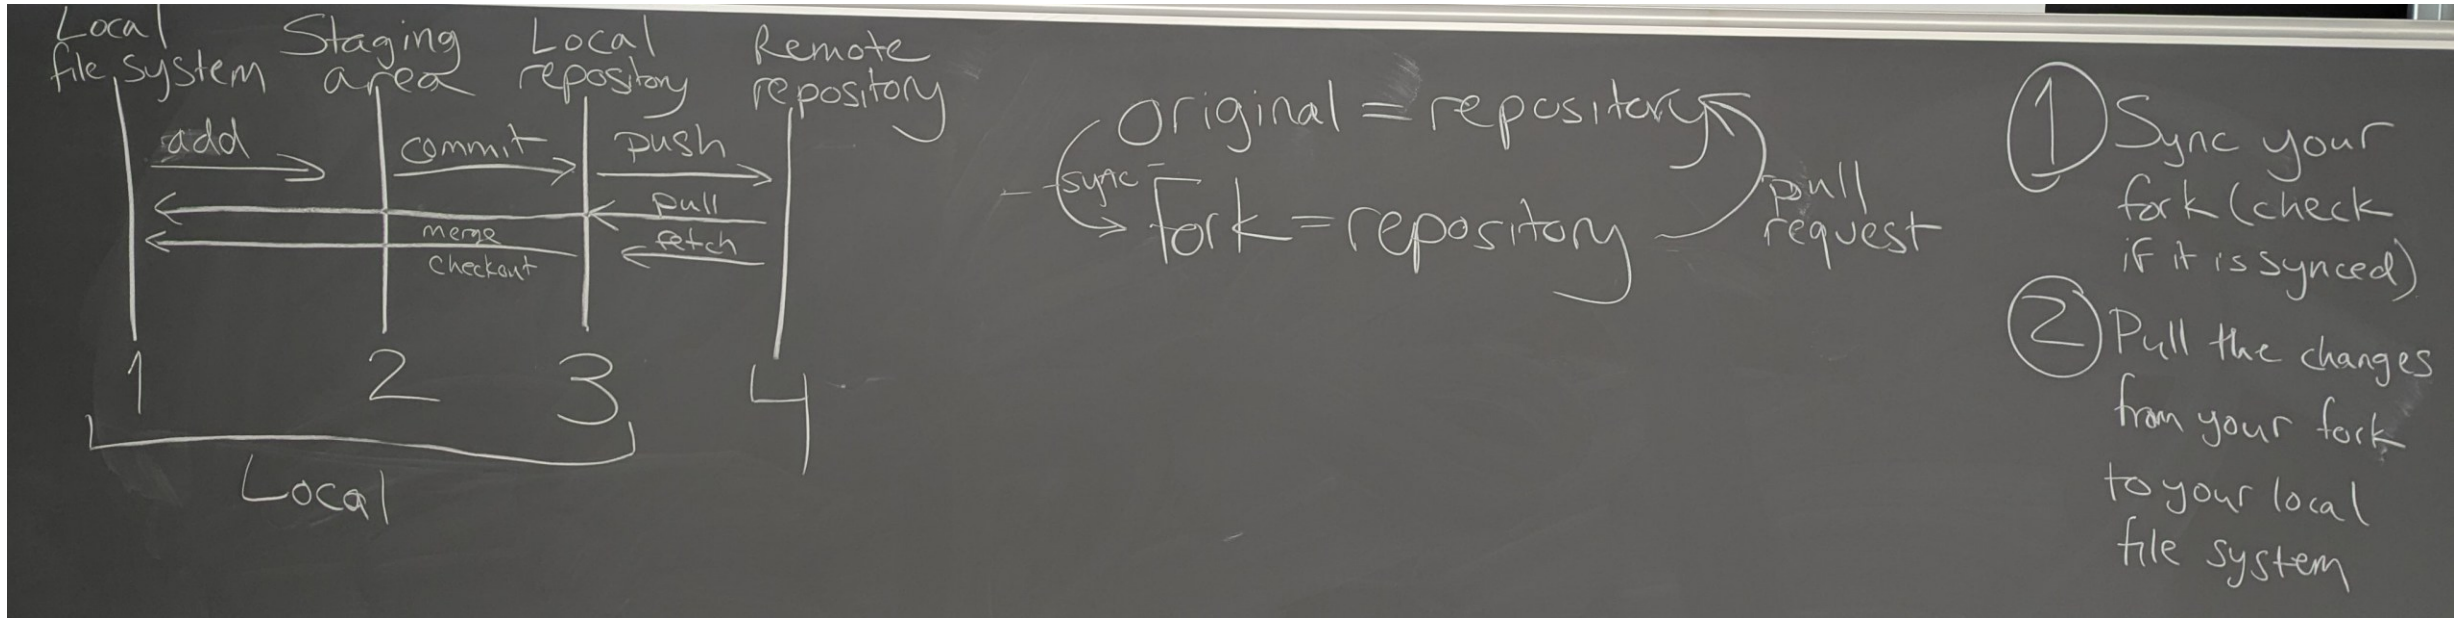 Local
file system
Staging
area
Local
repository
Remote
repository
add
commit
push
pull
merge
fetch
checkout
1
2
3
4
Local
original = repository
sync
Fork = repository
pull
request
1 Sync your
fork (check
if it is synced)
2 Pull the changes
from your fork
to your local
file system